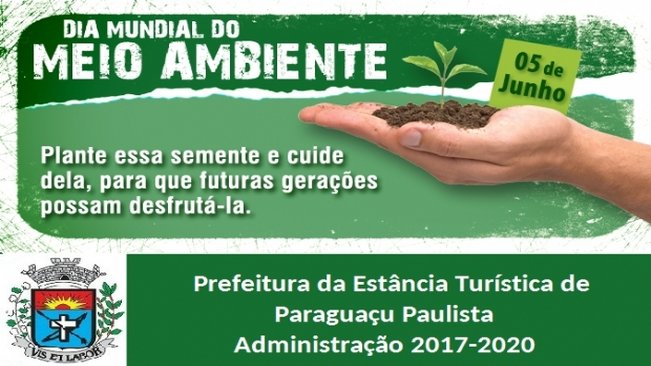 DIA MUNDIAL DO
MEIO AMBIENTE
05 de
Junho
Plante essa semente e cuide
dela, para que futuras gerações
possam desfrutá-la.
VIS ET LABOR
Prefeitura da Estância Turística de
Paraguaçu Paulista
Administração 2017-2020